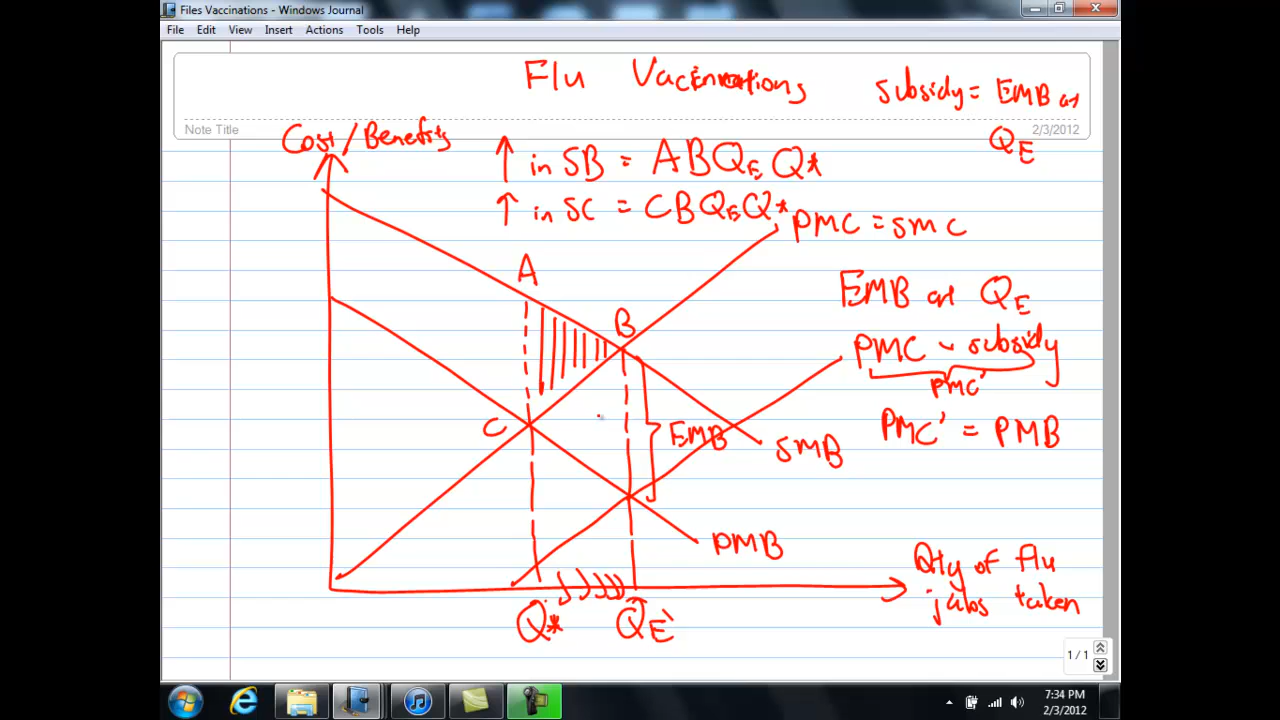 Files Vaccinations - Windows Journal
File Edit View Insert Actions Tools Help
Flu Vaccinations
Subsidy = EMB at
QE
Note Title
2/3/2012
Cost / Benefits
↑ in SB = ABQEQ*
↑ in SC = CBQEQ*
PMC = SMC
A
EMB at QE
B
PMC - subsidy
PMC'
C
EMB
PMC' = PMB
SMB
PMB
Qty of flu
jabs taken
Q*
QE
1 / 1
7:34 PM
2/3/2012